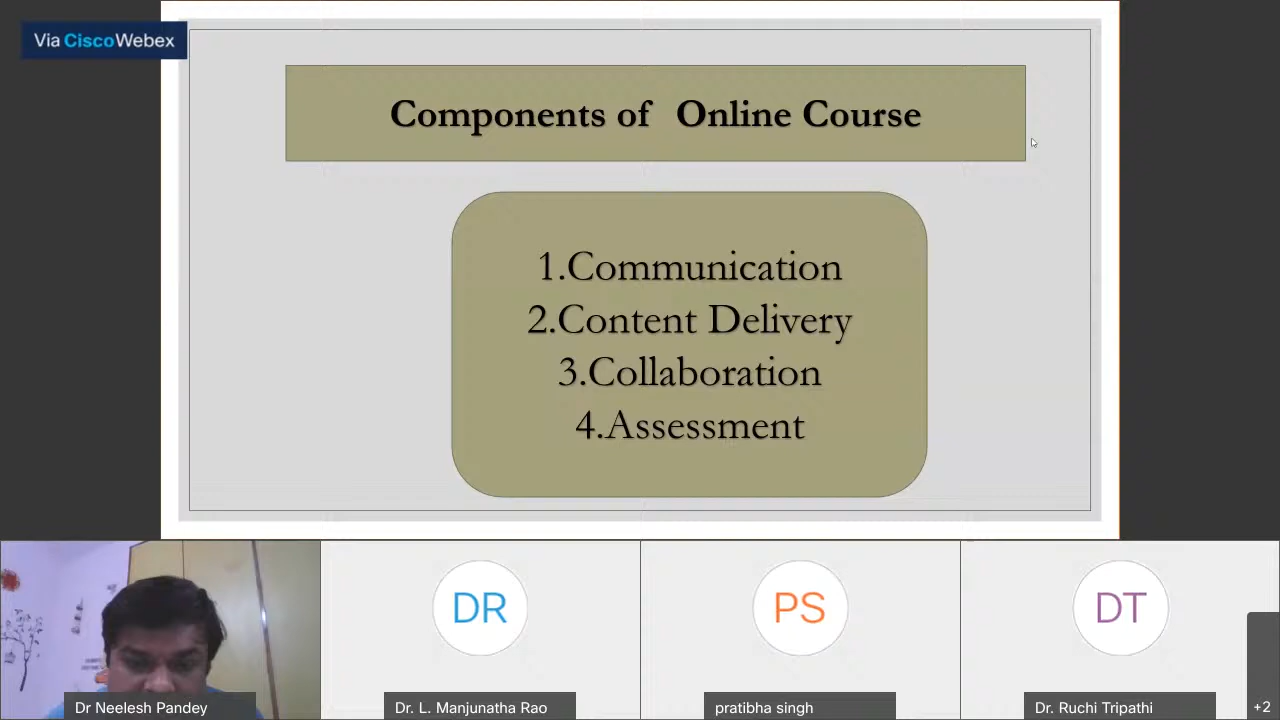 Via CiscoWebex
Components of Online Course
1.Communication
2.Content Delivery
3.Collaboration
4.Assessment
DR
PS
DT
Dr Neelesh Pandey
Dr. L. Manjunatha Rao
pratibha singh
Dr. Ruchi Tripathi
+2